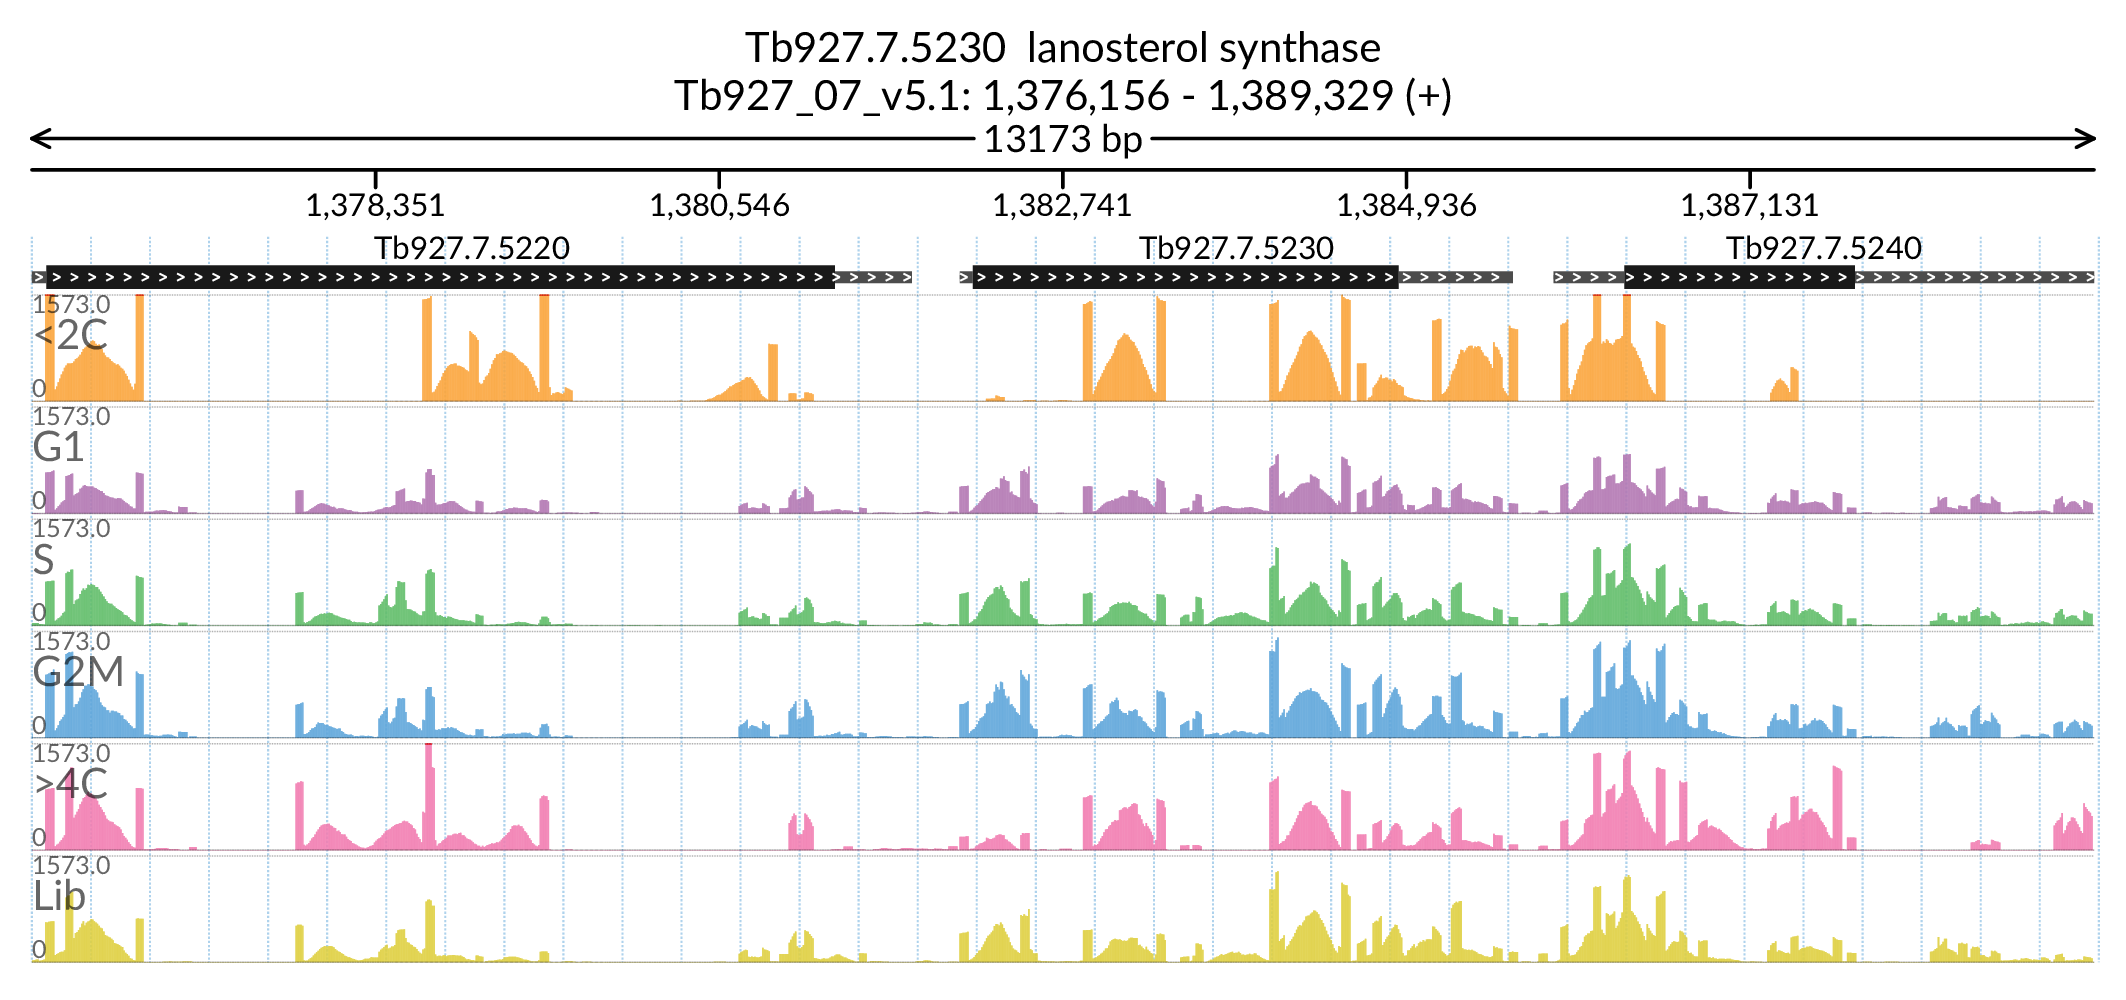 Tb927.7.5230  lanosterol synthase
Tb927_07_v5.1: 1,376,156 - 1,389,329 (+)
13173 bp
1,378,351 1,380,546 1,382,741 1,384,936 1,387,131
Tb927.7.5220 Tb927.7.5230 Tb927.7.5240
1573.0
<2C
0
1573.0
G1
0
1573.0
S
0
1573.0
G2M
0
1573.0
>4C
0
1573.0
Lib
0